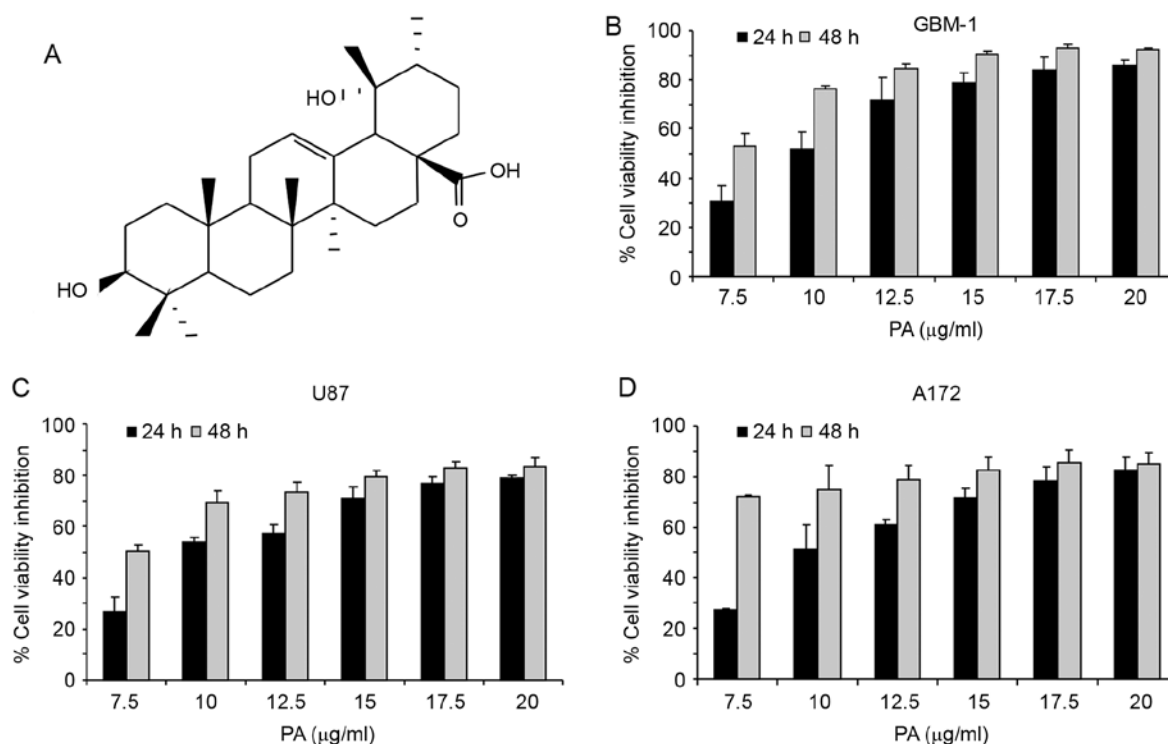 A
HO
OH
O
HO
B
GBM-1
24 h 48 h
% Cell viability inhibition
100
80
60
40
20
0
7.5 10 12.5 15 17.5 20
PA (μg/ml)
C
U87
24 h 48 h
% Cell viability inhibition
100
80
60
40
20
0
7.5 10 12.5 15 17.5 20
PA (μg/ml)
D
A172
24 h 48 h
% Cell viability inhibition
100
80
60
40
20
0
7.5 10 12.5 15 17.5 20
PA (μg/ml)